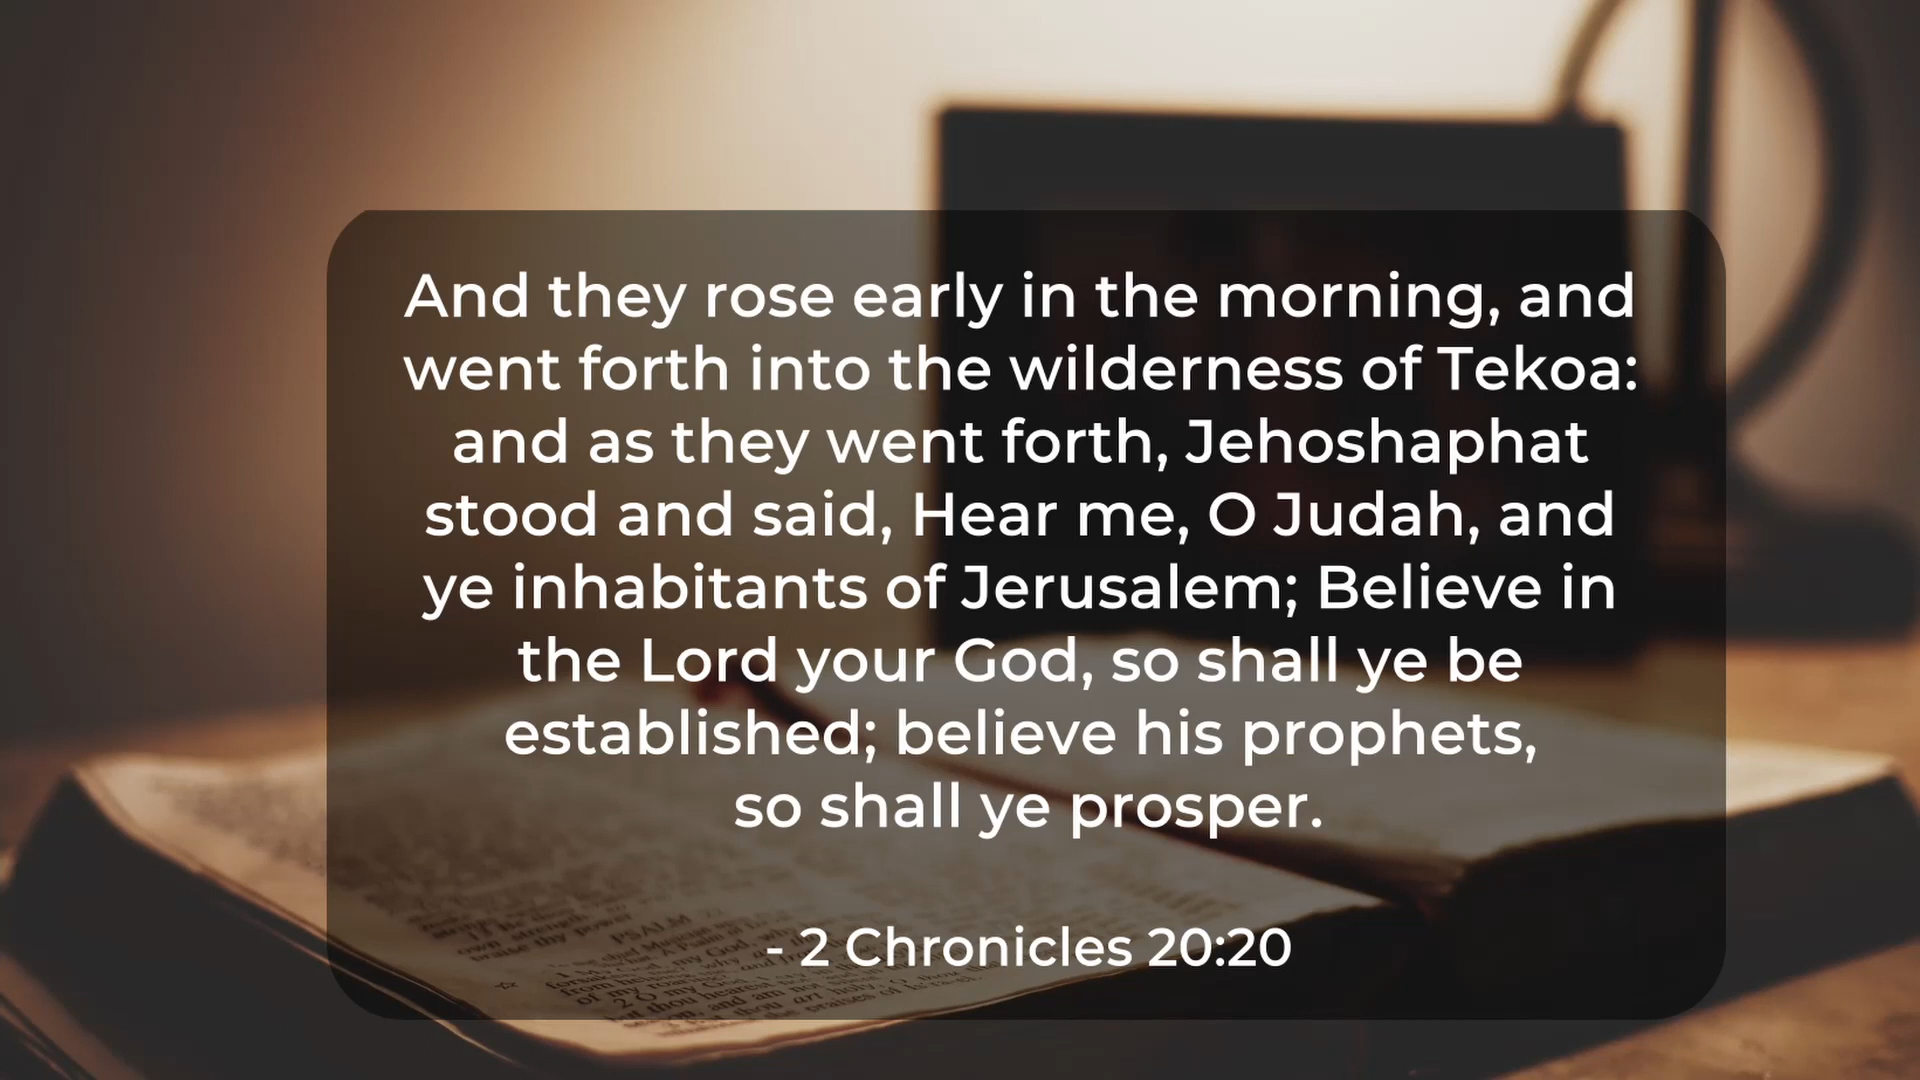 And they rose early in the morning, and
went forth into the wilderness of Tekoa:
and as they went forth, Jehoshaphat
stood and said, Hear me, O Judah, and
ye inhabitants of Jerusalem; Believe in
the Lord your God, so shall ye be
established; believe his prophets,
so shall ye prosper.
- 2 Chronicles 20:20
PSALM